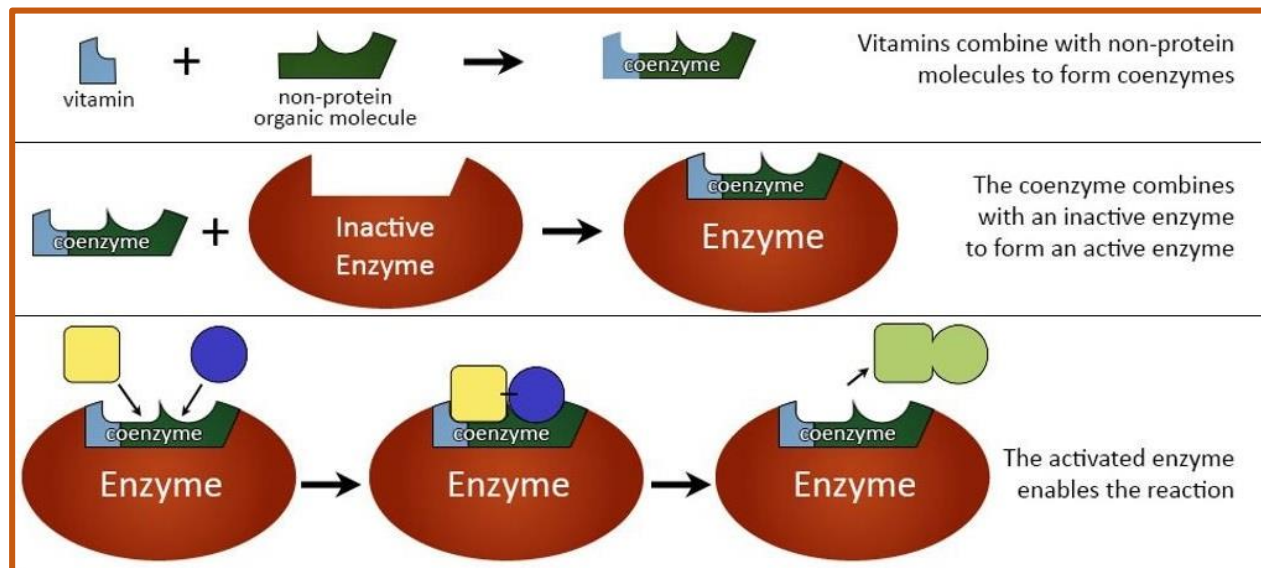 vitamin
+
non-protein
organic molecule
coenzyme
Vitamins combine with non-protein
molecules to form coenzymes
coenzyme
+
Inactive
Enzyme
coenzyme
Enzyme
The coenzyme combines
with an inactive enzyme
to form an active enzyme
coenzyme
Enzyme
+
coenzyme
Enzyme
coenzyme
Enzyme
The activated enzyme
enables the reaction